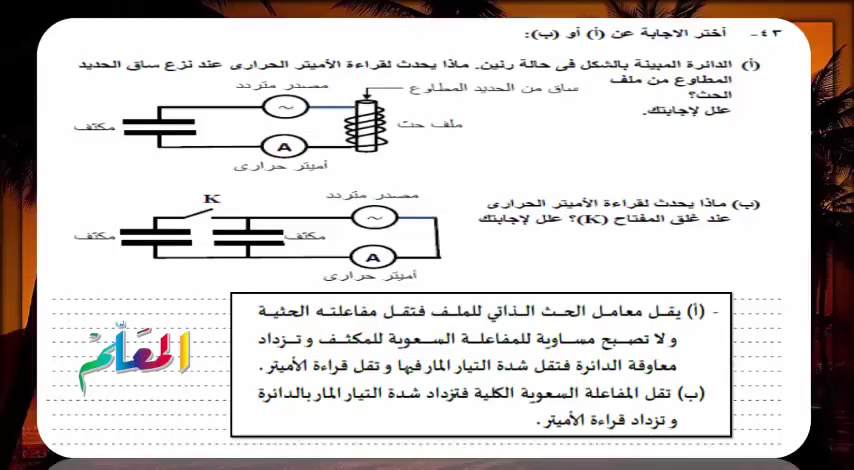 ٤٣- أختر الاجابة عن (أ) أو (ب):
(أ) الدائرة المبينة بالشكل فى حالة رنين. ماذا يحدث لقراءة الأميتر الحرارى عند نزع ساق الحديد
المطاوع من ملف
الحث؟
علل لإجابتك.
مصدر متردد
ساق من الحديد المطاوع
~
مكثف
ملف حث
A
أميتر حرارى
(ب) ماذا يحدث لقراءة الأميتر الحرارى
عند غلق المفتاح (K)؟ علل لإجابتك
مصدر متردد
K
~
مكثف
مكثف
A
أميتر حرارى
- (أ) يقل معامل الحث الذاتي للملف فتقل مفاعلته الحثية
و لا تصبح مساوية للمفاعلة السعوية للمكثف و تزداد
معاوقة الدائرة فتقل شدة التيار المار فيها و تقل قراءة الأميتر .
(ب) تقل المفاعلة السعوية الكلية فتزداد شدة التيار المار بالدائرة
و تزداد قراءة الأميتر .
المعلم